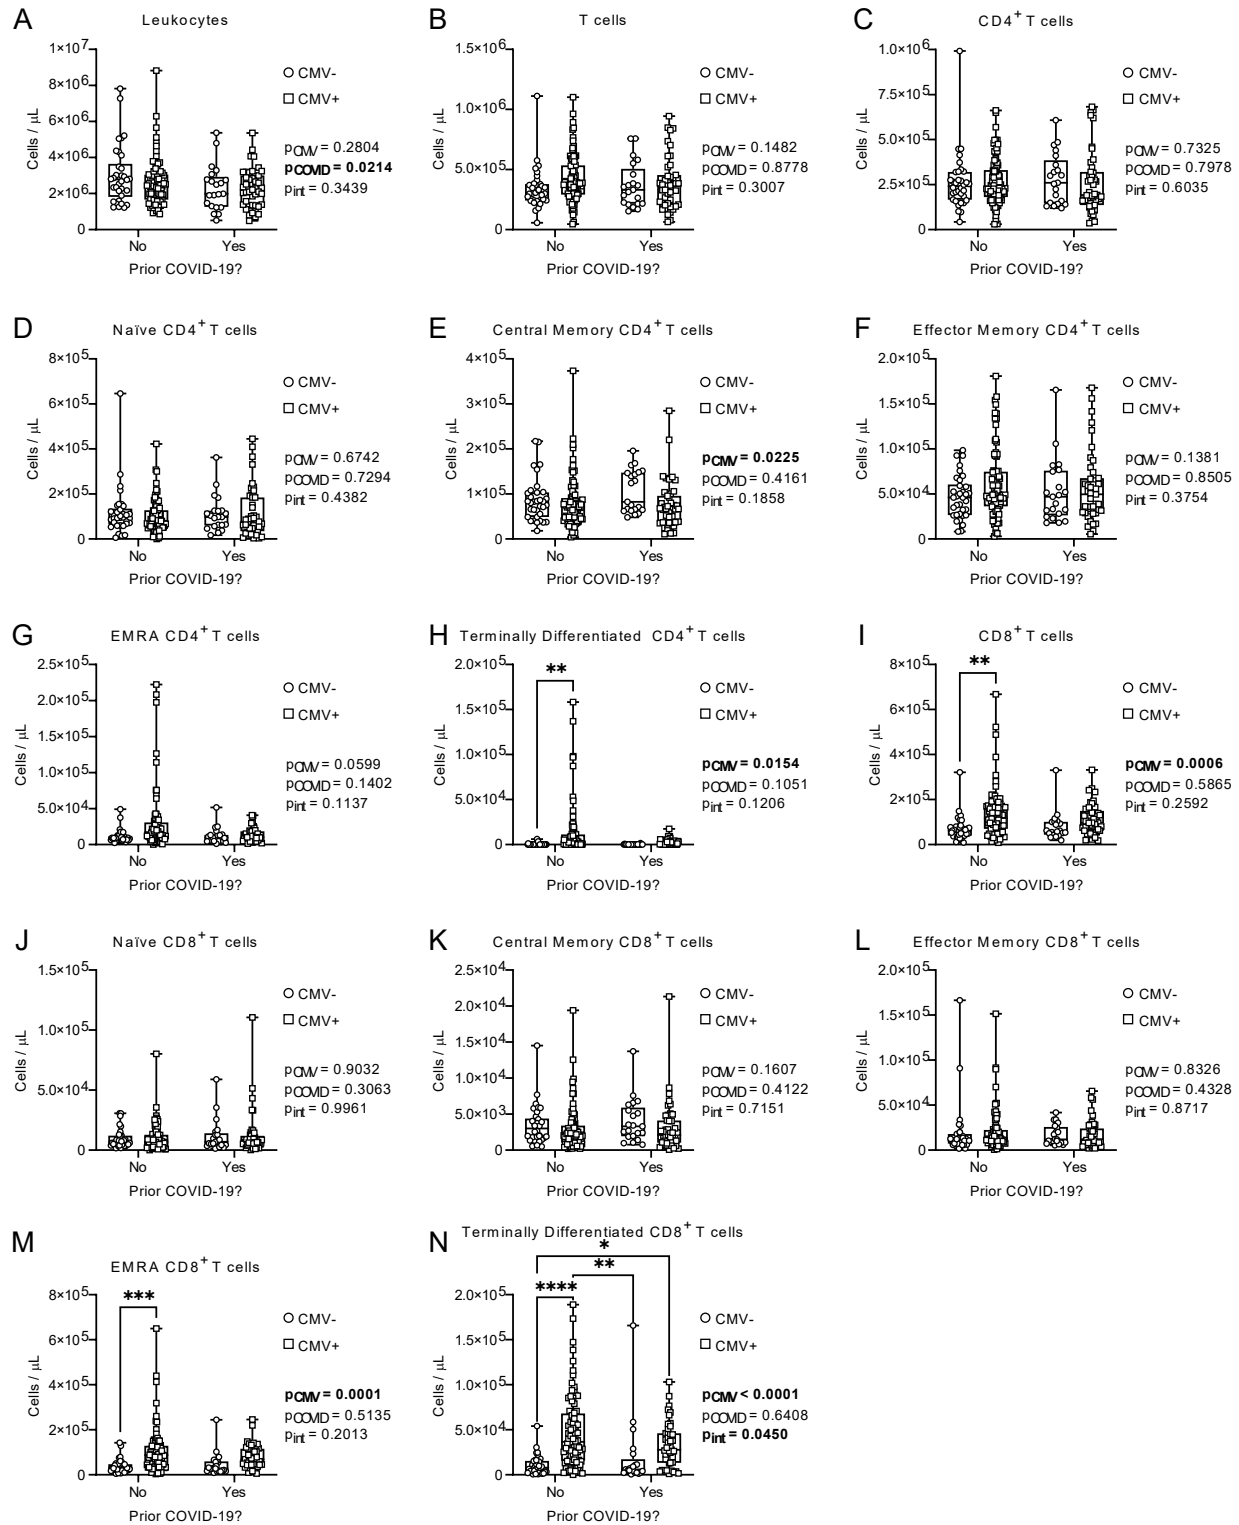 A Leukocytes
1×10⁷
8×10⁶
6×10⁶
4×10⁶
2×10⁶
0
Cells / µL
No Yes
Prior COVID-19?
CMV-
CMV+
pCMV = 0.2804
pCOVID = 0.0214
pint = 0.3439
B T cells
1.5×10⁶
1.0×10⁶
5.0×10⁵
0
Cells / µL
No Yes
Prior COVID-19?
CMV-
CMV+
pCMV = 0.1482
pCOVID = 0.8778
pint = 0.3007
C CD4⁺ T cells
1.0×10⁶
7.5×10⁵
5.0×10⁵
2.5×10⁵
0
Cells / µL
No Yes
Prior COVID-19?
CMV-
CMV+
pCMV = 0.7325
pCOVID = 0.7978
pint = 0.6035
D Naïve CD4⁺ T cells
8×10⁵
6×10⁵
4×10⁵
2×10⁵
0
Cells / µL
No Yes
Prior COVID-19?
CMV-
CMV+
pCMV = 0.6742
pCOVID = 0.7294
pint = 0.4382
E Central Memory CD4⁺ T cells
4×10⁵
3×10⁵
2×10⁵
1×10⁵
0
Cells / µL
No Yes
Prior COVID-19?
CMV-
CMV+
pCMV = 0.0225
pCOVID = 0.4161
pint = 0.1858
F Effector Memory CD4⁺ T cells
2.0×10⁵
1.5×10⁵
1.0×10⁵
5.0×10⁴
0
Cells / µL
No Yes
Prior COVID-19?
CMV-
CMV+
pCMV = 0.1381
pCOVID = 0.8505
pint = 0.3754
G EMRA CD4⁺ T cells
2.5×10⁵
2.0×10⁵
1.5×10⁵
1.0×10⁵
5.0×10⁴
0
Cells / µL
No Yes
Prior COVID-19?
CMV-
CMV+
pCMV = 0.0599
pCOVID = 0.1402
pint = 0.1137
H Terminally Differentiated CD4⁺ T cells
**
2.0×10⁵
1.5×10⁵
1.0×10⁵
5.0×10⁴
0
Cells / µL
No Yes
Prior COVID-19?
CMV-
CMV+
pCMV = 0.0154
pCOVID = 0.1051
pint = 0.1206
I CD8⁺ T cells
**
8×10⁵
6×10⁵
4×10⁵
2×10⁵
0
Cells / µL
No Yes
Prior COVID-19?
CMV-
CMV+
pCMV = 0.0006
pCOVID = 0.5865
pint = 0.2592
J Naïve CD8⁺ T cells
1.5×10⁵
1.0×10⁵
5.0×10⁴
0
Cells / µL
No Yes
Prior COVID-19?
CMV-
CMV+
pCMV = 0.9032
pCOVID = 0.3063
pint = 0.9961
K Central Memory CD8⁺ T cells
2.5×10⁴
2.0×10⁴
1.5×10⁴
1.0×10⁴
5.0×10³
0
Cells / µL
No Yes
Prior COVID-19?
CMV-
CMV+
pCMV = 0.1607
pCOVID = 0.4122
pint = 0.7151
L Effector Memory CD8⁺ T cells
2.0×10⁵
1.5×10⁵
1.0×10⁵
5.0×10⁴
0
Cells / µL
No Yes
Prior COVID-19?
CMV-
CMV+
pCMV = 0.8326
pCOVID = 0.4328
pint = 0.8717
M EMRA CD8⁺ T cells
***
8×10⁵
6×10⁵
4×10⁵
2×10⁵
0
Cells / µL
No Yes
Prior COVID-19?
CMV-
CMV+
pCMV = 0.0001
pCOVID = 0.5135
pint = 0.2013
N Terminally Differentiated CD8⁺ T cells
*
**
****
2.0×10⁵
1.5×10⁵
1.0×10⁵
5.0×10⁴
0
Cells / µL
No Yes
Prior COVID-19?
CMV-
CMV+
pCMV < 0.0001
pCOVID = 0.6408
pint = 0.0450